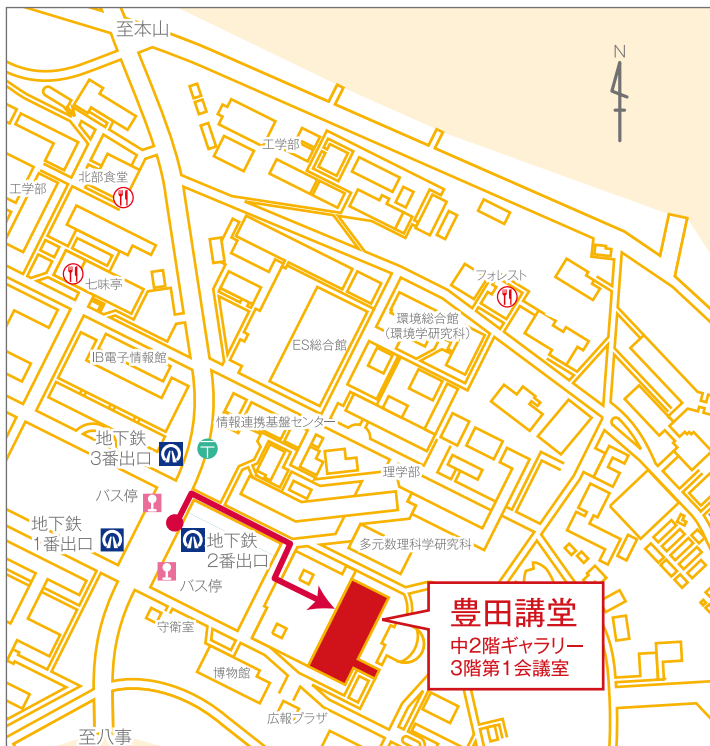 至本山
N
工学部
北部食堂
工学部
七味亭
フォレスト
環境総合館
（環境学研究科）
ES総合館
IB電子情報館
情報連携基盤センター
地下鉄
3番出口
〒
理学部
バス停
地下鉄
1番出口
地下鉄
2番出口
多元数理科学研究科
バス停
豊田講堂
中2階ギャラリー
3階第1会議室
守衛室
博物館
広報プラザ
至八事